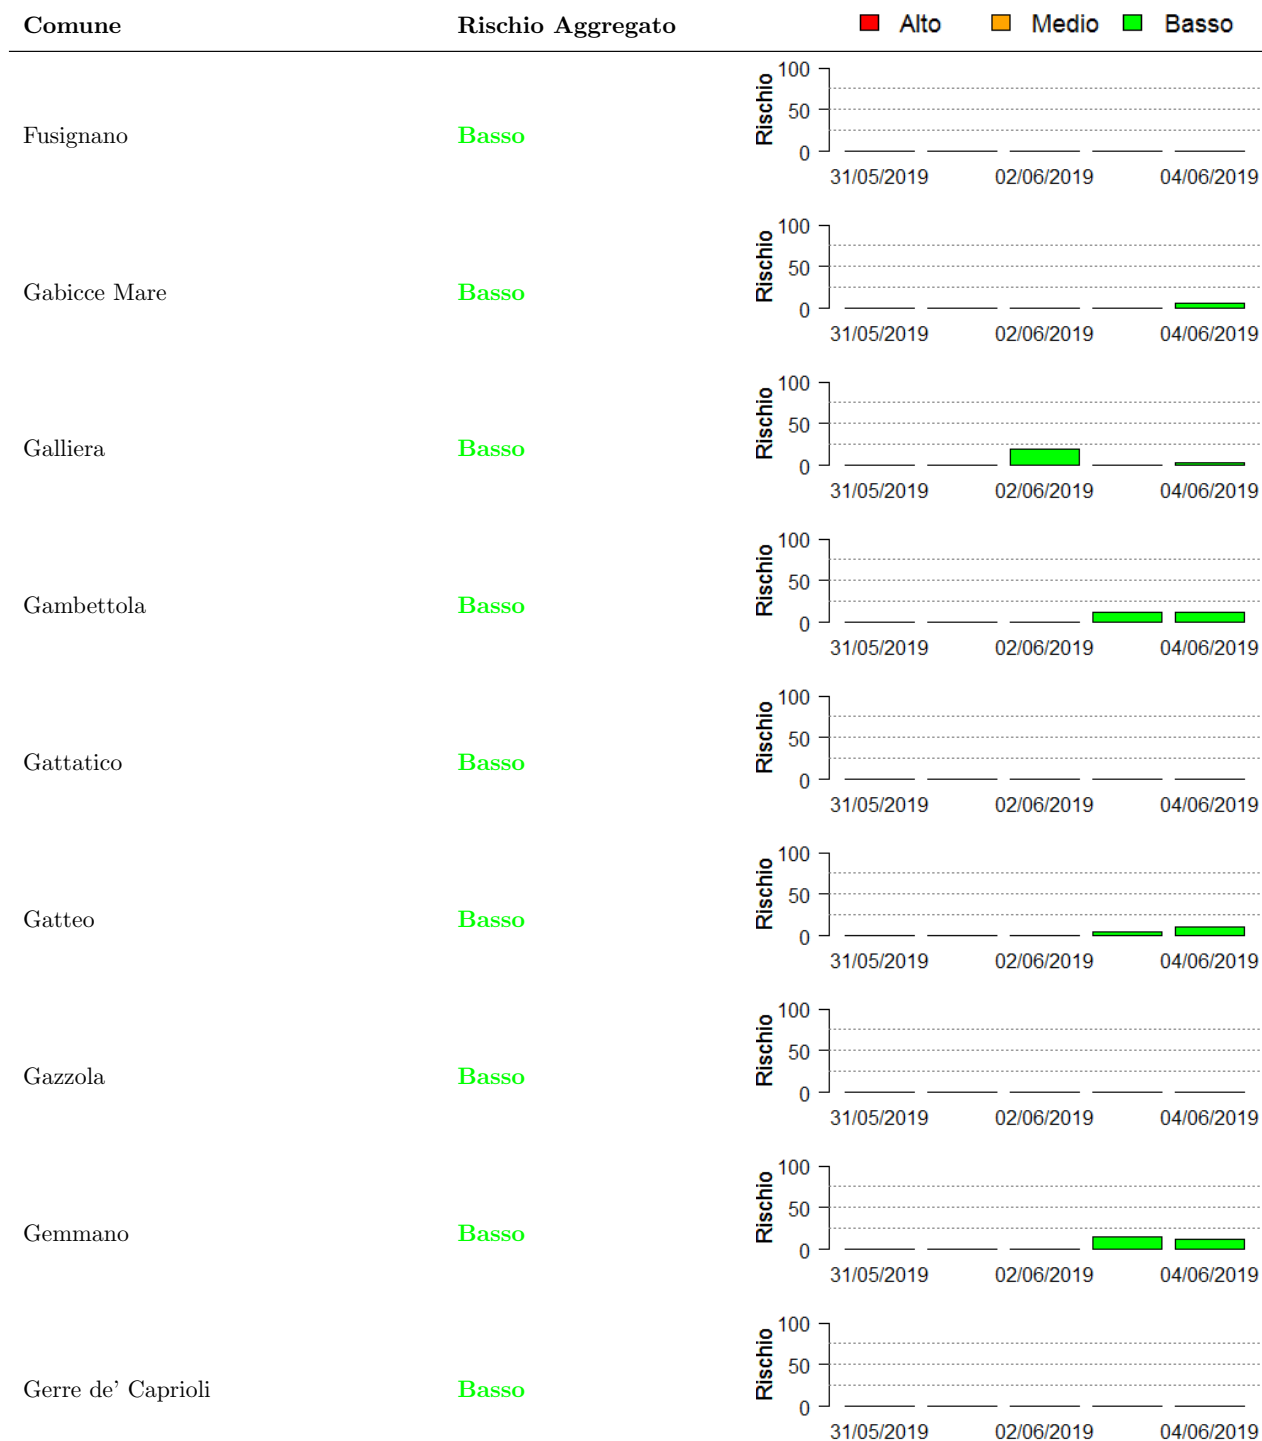 Comune Rischio Aggregato Alto Medio Basso
100
50
0
Rischio
Fusignano Basso
31/05/2019 02/06/2019 04/06/2019
100
50
0
Rischio
Gabicce Mare Basso
31/05/2019 02/06/2019 04/06/2019
100
50
0
Rischio
Galliera Basso
31/05/2019 02/06/2019 04/06/2019
100
50
0
Rischio
Gambettola Basso
31/05/2019 02/06/2019 04/06/2019
100
50
0
Rischio
Gattatico Basso
31/05/2019 02/06/2019 04/06/2019
100
50
0
Rischio
Gatteo Basso
31/05/2019 02/06/2019 04/06/2019
100
50
0
Rischio
Gazzola Basso
31/05/2019 02/06/2019 04/06/2019
100
50
0
Rischio
Gemmano Basso
31/05/2019 02/06/2019 04/06/2019
100
50
0
Rischio
Gerre de' Caprioli Basso
31/05/2019 02/06/2019 04/06/2019